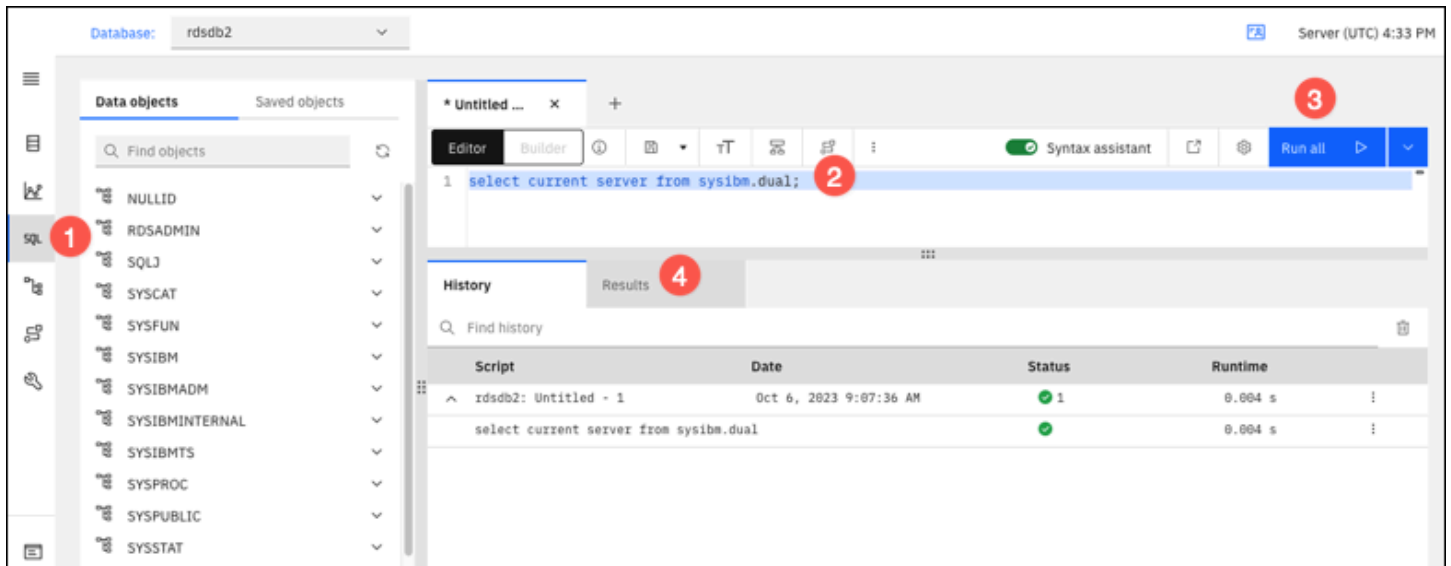 Database: rdsdb2 Server (UTC) 4:33 PM
Data objects Saved objects
* Untitled ... × +
3
Find objects
Editor Builder Syntax assistant Run all
1 select current server from sysibm.dual;
2
SQL
1
NULLID
RDSADMIN
SQLJ
SYSCAT
SYSFUN
SYSIBM
SYSIBMADM
SYSIBMINTERNAL
SYSIBMTS
SYSPROC
SYSPUBLIC
SYSSTAT
History Results
4
Find history
Script Date Status Runtime
rdsdb2: Untitled - 1 Oct 6, 2023 9:07:36 AM 1 0.004 s
select current server from sysibm.dual 0.004 s